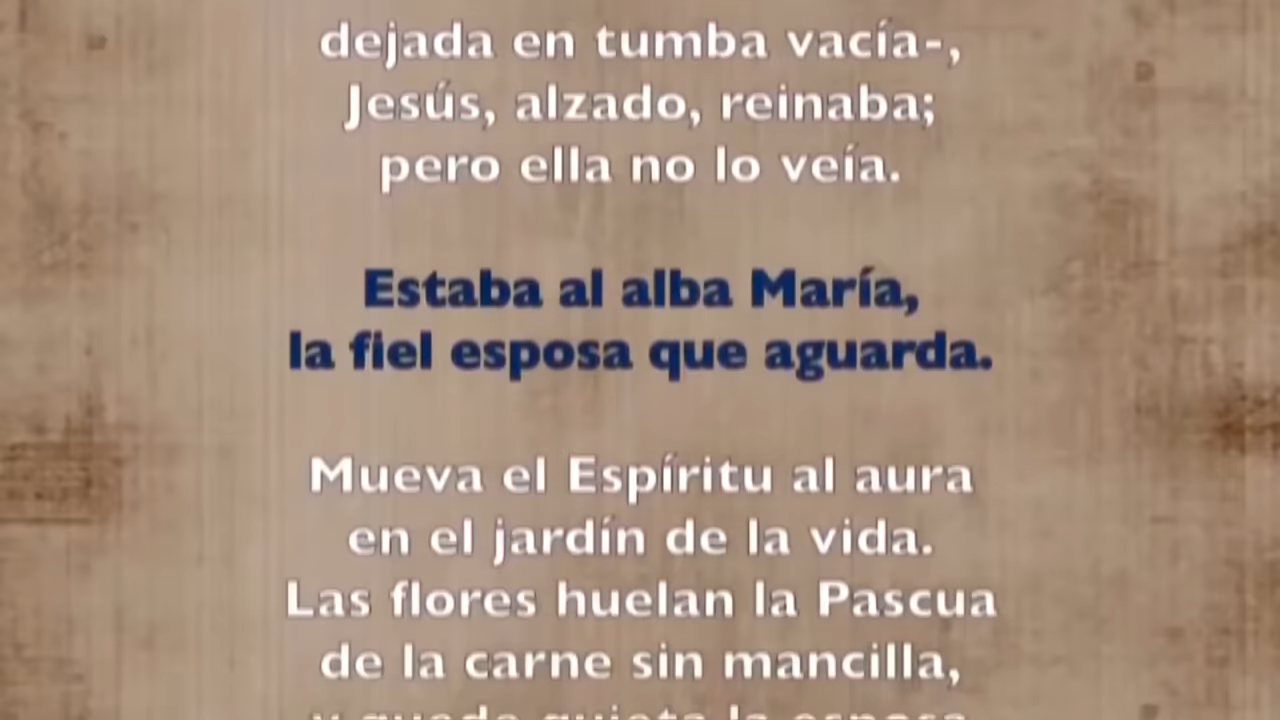 dejada en tumba vacía-,
Jesús, alzado, reinaba;
pero ella no lo veía.
Estaba al alba María,
la fiel esposa que aguarda.
Mueva el Espíritu al aura
en el jardín de la vida.
Las flores huelan la Pascua
de la carne sin mancilla,